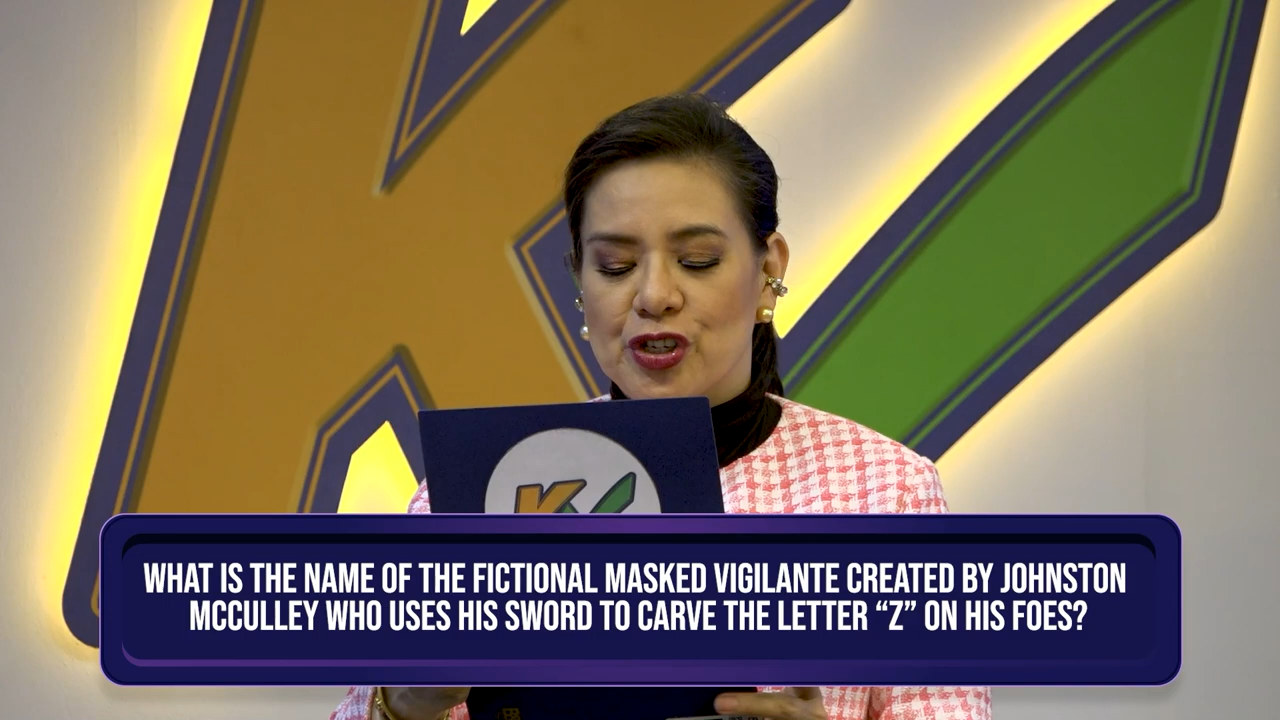 K
K
WHAT IS THE NAME OF THE FICTIONAL MASKED VIGILANTE CREATED BY JOHNSTON
MCCULLEY WHO USES HIS SWORD TO CARVE THE LETTER “Z” ON HIS FOES?